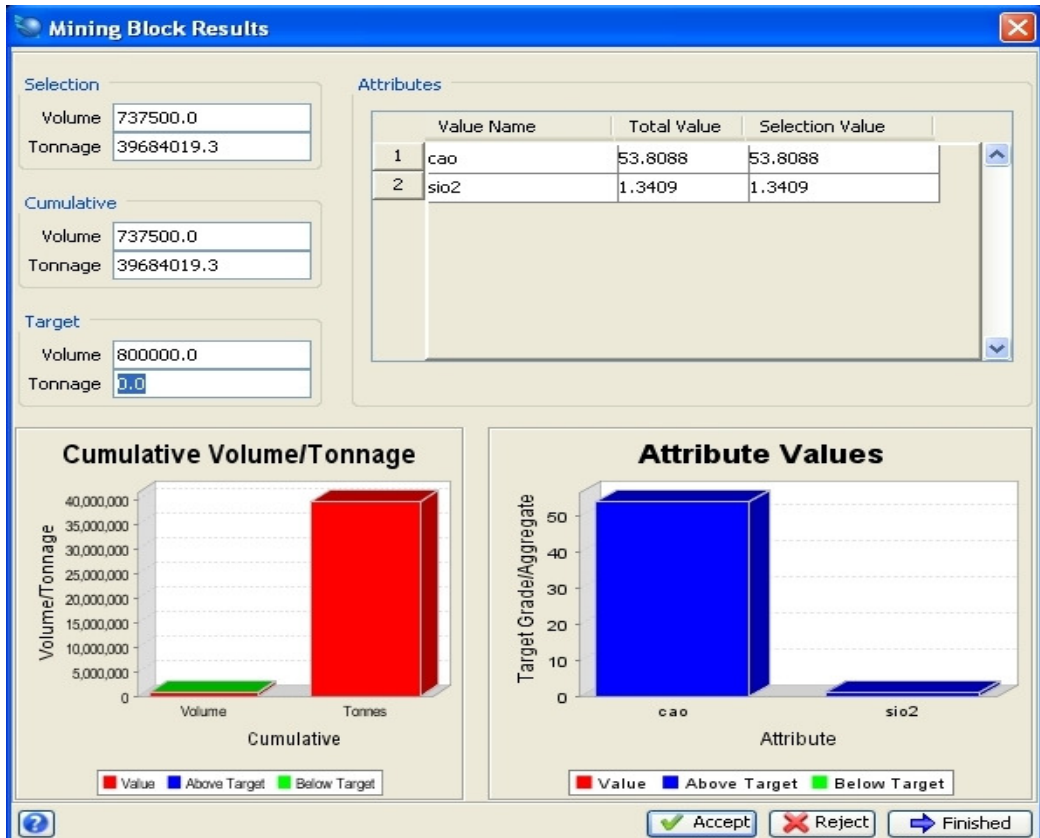 Mining Block Results
Selection
Volume 737500.0
Tonnage 39684019.3
Cumulative
Volume 737500.0
Tonnage 39684019.3
Target
Volume 800000.0
Tonnage 0.0
Attributes
Value Name Total Value Selection Value
1 cao 53.8088 53.8088
2 sio2 1.3409 1.3409
Cumulative Volume/Tonnage
Volume/Tonnage
40,000,000
35,000,000
30,000,000
25,000,000
20,000,000
15,000,000
10,000,000
5,000,000
0
Volume Tonnes
Cumulative
Value Above Target Below Target
Attribute Values
Target Grade/Aggregate
50
40
30
20
10
0
cao sio2
Attribute
Value Above Target Below Target
? Accept Reject Finished